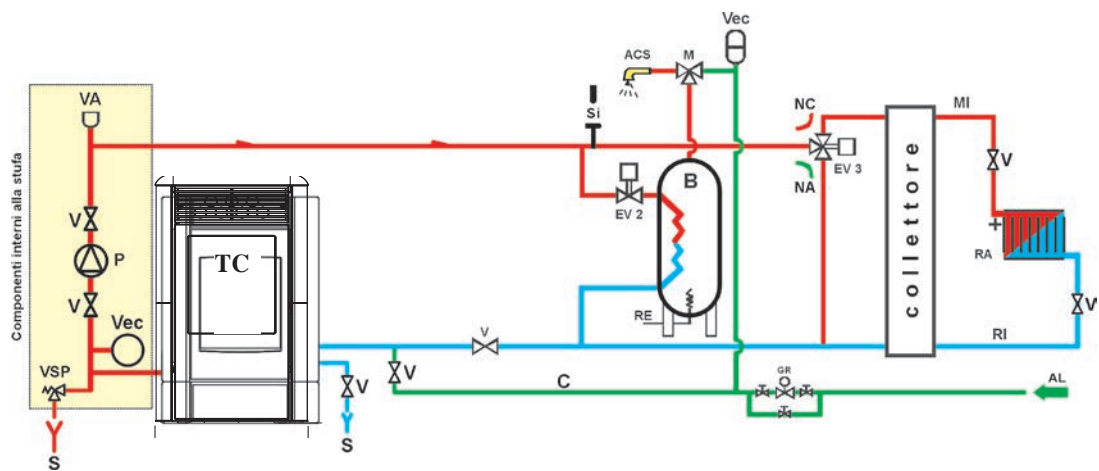 Vec
ACS
M
VA
Si
NC
MI
Componenti interni alla stufa
V
B
EV 3
V
EV 2
NA
collettore
P
TC
RA
V
Vec
RE
V
V
RI
VSP
V
V
C
GR
AL
S
S